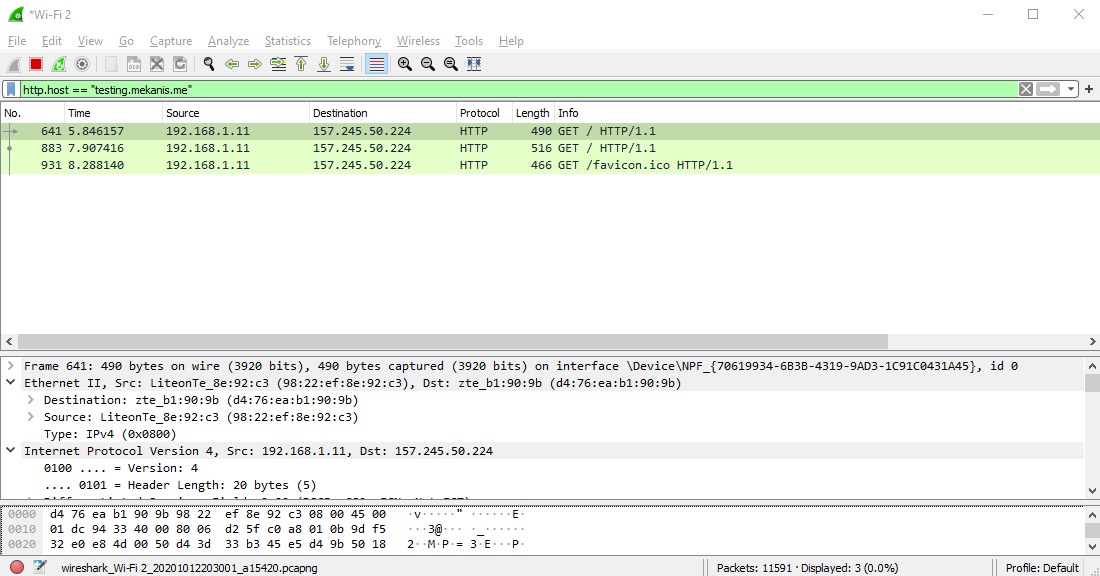 *Wi-Fi 2
File Edit View Go Capture Analyze Statistics Telephony Wireless Tools Help
http.host == "testing.mekanis.me"
No. Time Source Destination Protocol Length Info
641 5.846157 192.168.1.11 157.245.50.224 HTTP 490 GET / HTTP/1.1
883 7.907416 192.168.1.11 157.245.50.224 HTTP 516 GET / HTTP/1.1
931 8.288140 192.168.1.11 157.245.50.224 HTTP 466 GET /favicon.ico HTTP/1.1
Frame 641: 490 bytes on wire (3920 bits), 490 bytes captured (3920 bits) on interface \Device\NPF_{70619934-6B3B-4319-9AD3-1C91C0431A45}, id 0
Ethernet II, Src: LiteonTe_8e:92:c3 (98:22:ef:8e:92:c3), Dst: zte_b1:90:9b (d4:76:ea:b1:90:9b)
Destination: zte_b1:90:9b (d4:76:ea:b1:90:9b)
Source: LiteonTe_8e:92:c3 (98:22:ef:8e:92:c3)
Type: IPv4 (0x0800)
Internet Protocol Version 4, Src: 192.168.1.11, Dst: 157.245.50.224
0100 .... = Version: 4
.... 0101 = Header Length: 20 bytes (5)
0000 d4 76 ea b1 90 9b 98 22 ef 8e 92 c3 08 00 45 00 ·v·····" ······E·
0010 01 dc 94 33 40 00 80 06 d2 5f c0 a8 01 0b 9d f5 ···3@··· ·_······
0020 32 e0 e8 4d 00 50 d4 3d 33 b3 45 e5 d4 9b 50 18 2··M·P·= 3·E···P·
wireshark_Wi-Fi 2_20201012203001_a15420.pcapng Packets: 11591 · Displayed: 3 (0.0%) Profile: Default